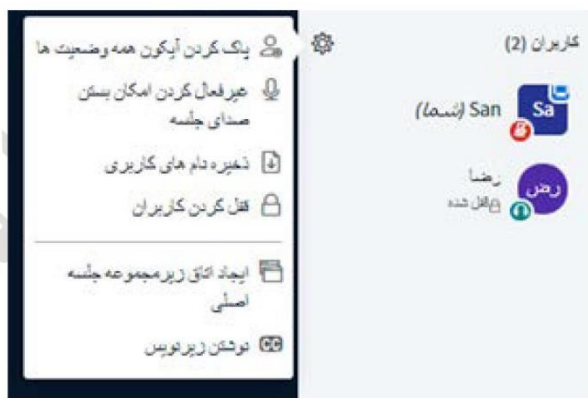 کاربران (2)
Sa
San (شما)
رض
رضا
قفل شده
پاک کردن آیکون همه وضعیت ها
غیرفعال کردن امکان بستن
صدای جلسه
ذخیره نام های کاربری
قفل کردن کاربران
ایجاد اتاق زیرمجموعه جلسه
اصلی
نوشتن زیرنویس
CC